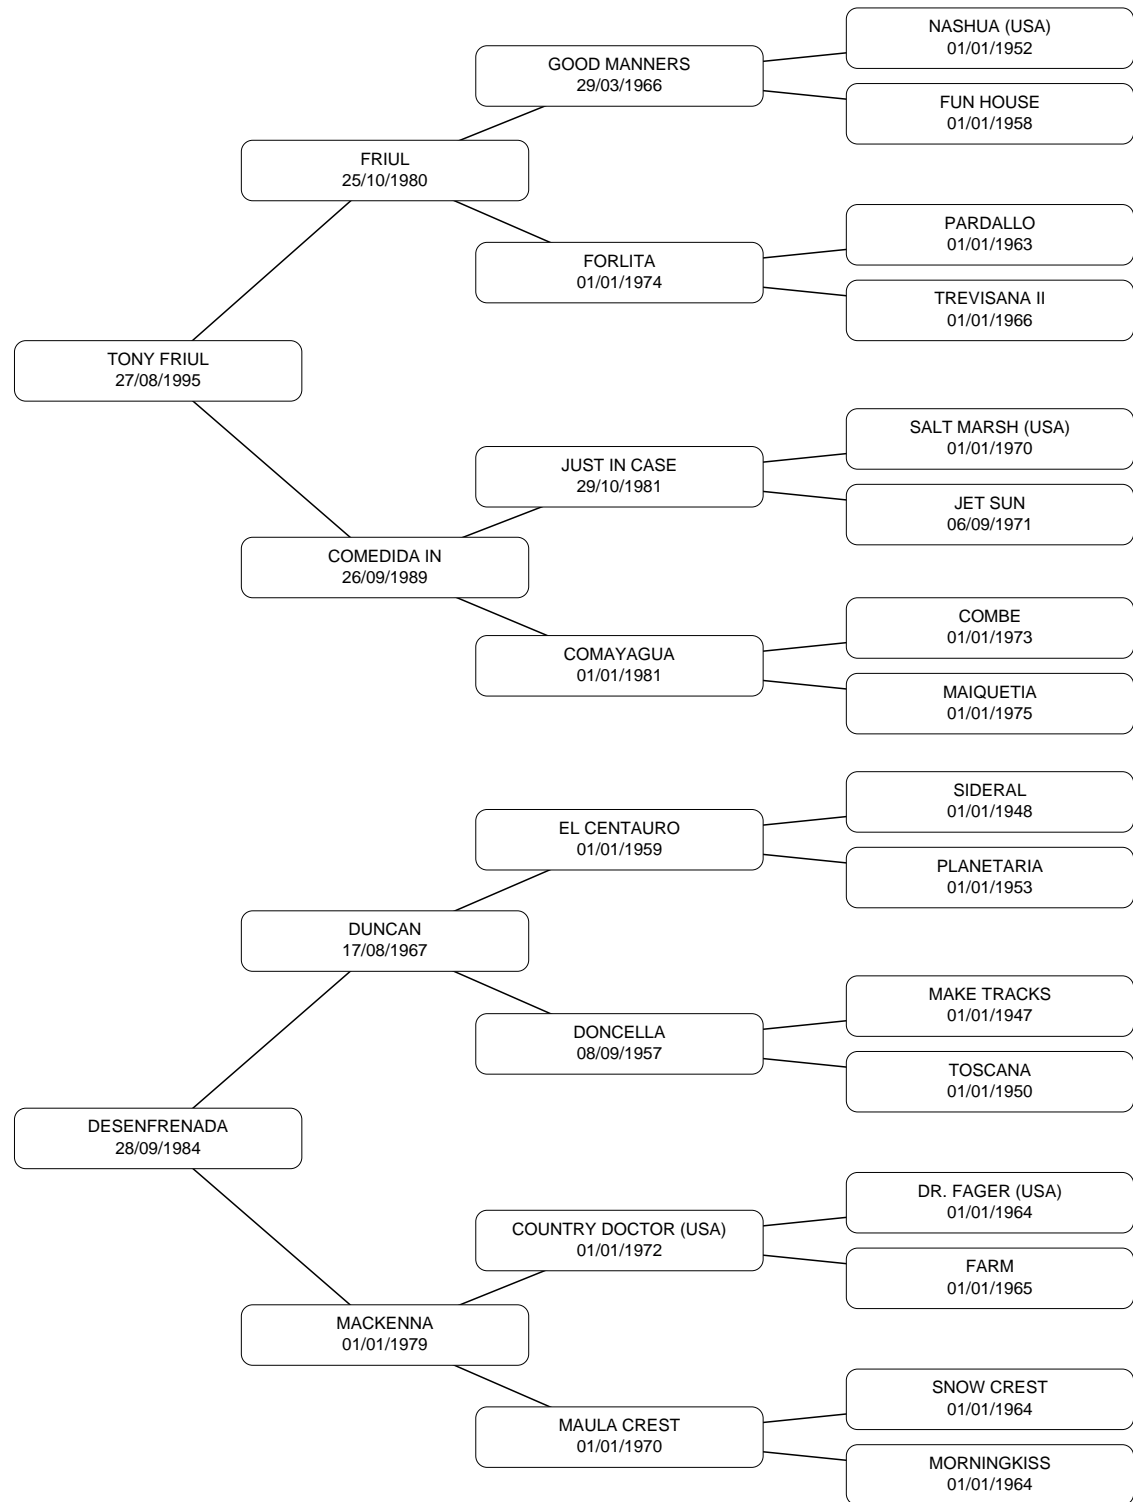 NASHUA (USA)
01/01/1952
GOOD MANNERS
29/03/1966
FUN HOUSE
01/01/1958
FRIUL
25/10/1980
PARDALLO
01/01/1963
FORLITA
01/01/1974
TREVISANA II
01/01/1966
TONY FRIUL
27/08/1995
SALT MARSH (USA)
01/01/1970
JUST IN CASE
29/10/1981
JET SUN
06/09/1971
COMEDIDA IN
26/09/1989
COMBE
01/01/1973
COMAYAGUA
01/01/1981
MAIQUETIA
01/01/1975
SIDERAL
01/01/1948
EL CENTAURO
01/01/1959
PLANETARIA
01/01/1953
DUNCAN
17/08/1967
MAKE TRACKS
01/01/1947
DONCELLA
08/09/1957
TOSCANA
01/01/1950
DESENFRENADA
28/09/1984
DR. FAGER (USA)
01/01/1964
COUNTRY DOCTOR (USA)
01/01/1972
FARM
01/01/1965
MACKENNA
01/01/1979
SNOW CREST
01/01/1964
MAULA CREST
01/01/1970
MORNINGKISS
01/01/1964